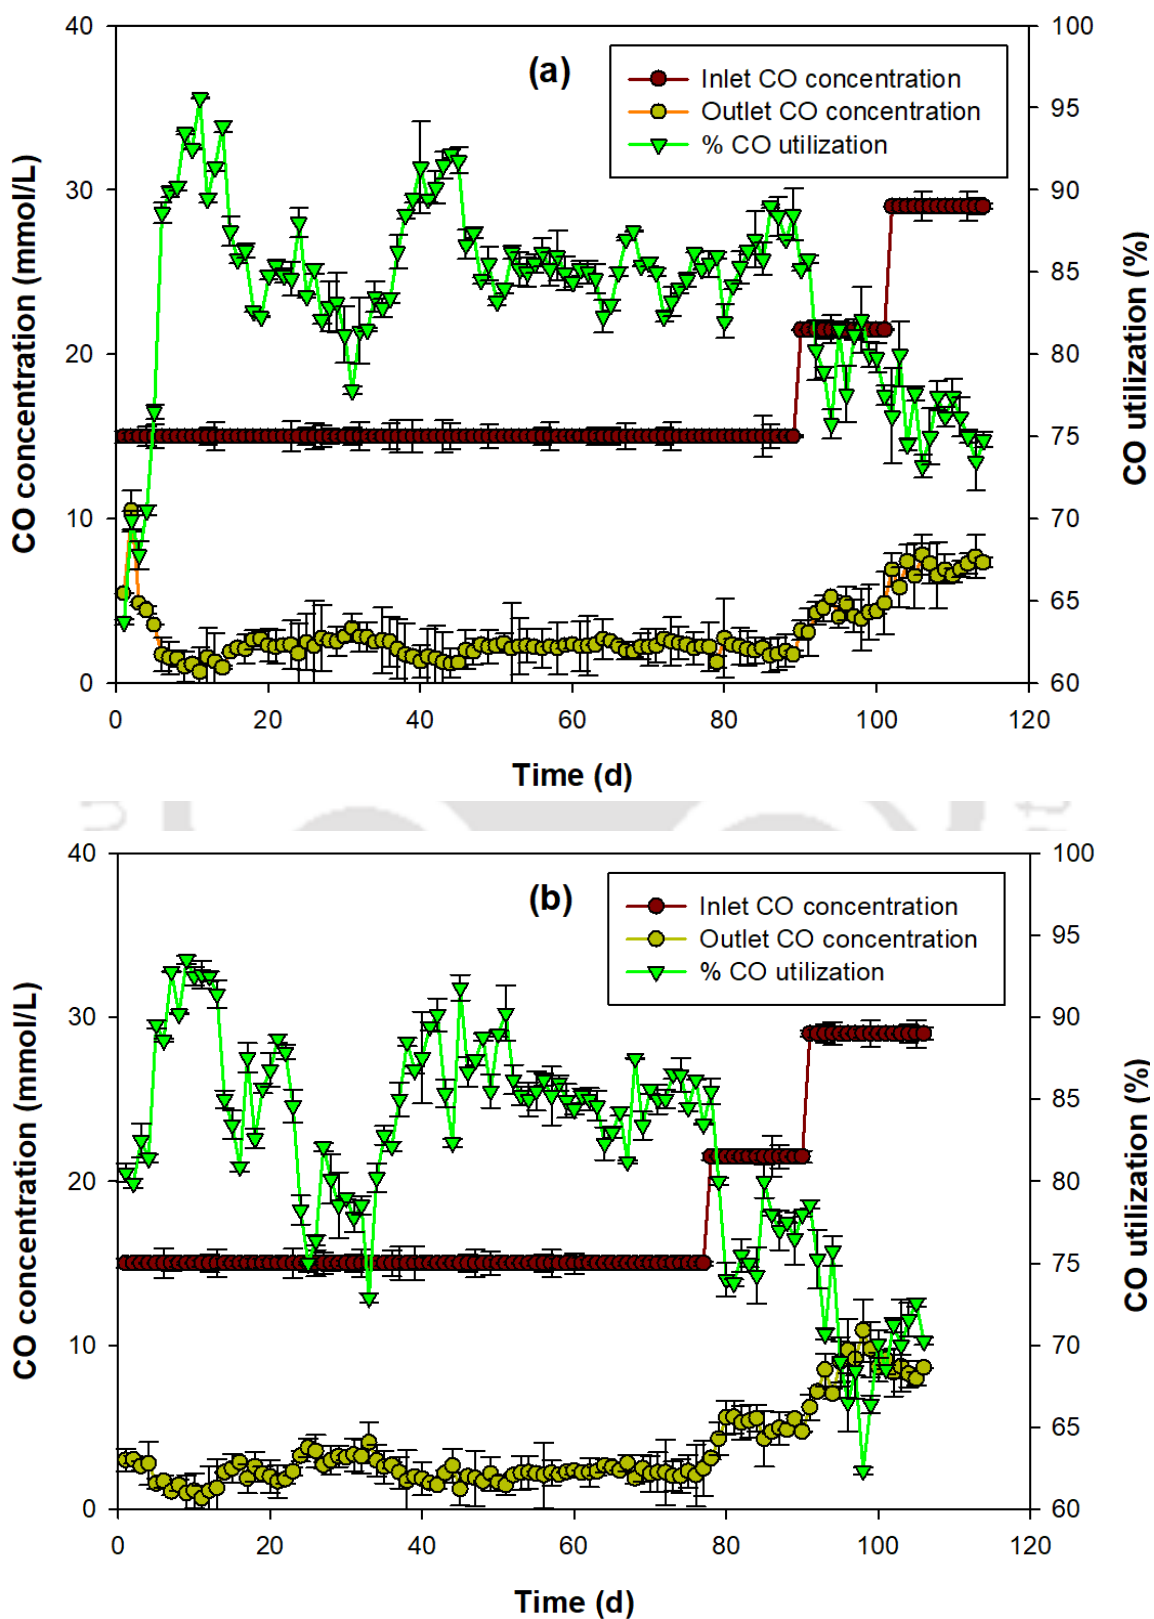 (a)
Inlet CO concentration
Outlet CO concentration
% CO utilization
CO concentration (mmol/L)
40
30
20
10
0
100
95
90
85
80
75
70
65
60
CO utilization (%)
0 20 40 60 80 100 120
Time (d)
(b)
Inlet CO concentration
Outlet CO concentration
% CO utilization
CO concentration (mmol/L)
40
30
20
10
0
100
95
90
85
80
75
70
65
60
CO utilization (%)
0 20 40 60 80 100 120
Time (d)